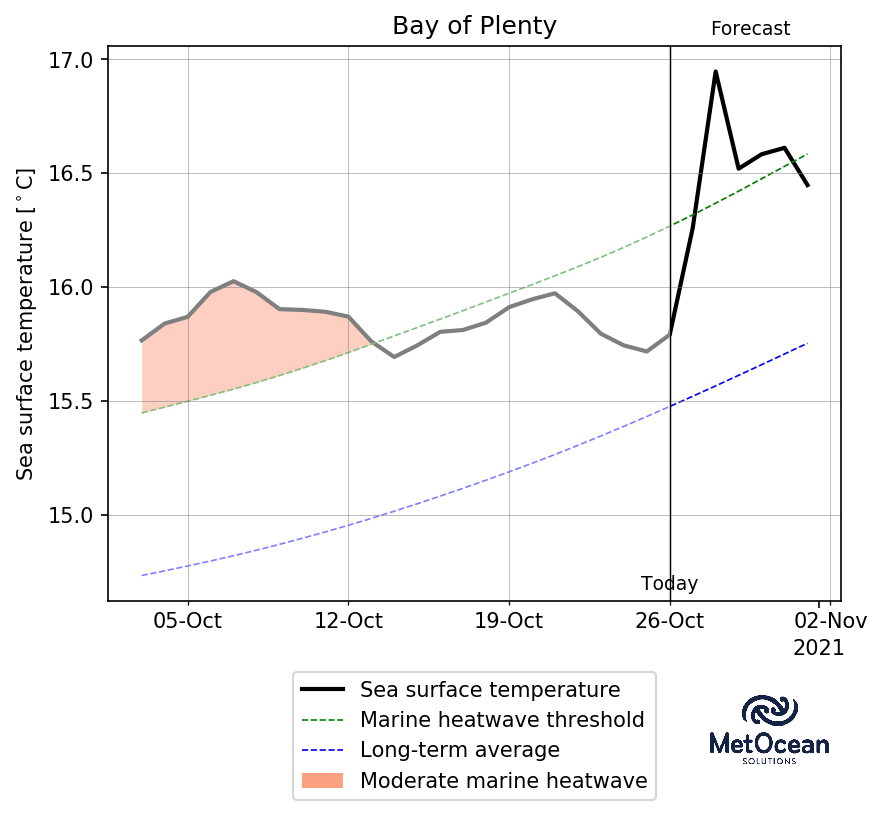 Bay of Plenty
Forecast
Sea surface temperature [°C]
17.0
16.5
16.0
15.5
15.0
Today
05-Oct
12-Oct
19-Oct
26-Oct
02-Nov
2021
Sea surface temperature
Marine heatwave threshold
Long-term average
Moderate marine heatwave
MetOcean
SOLUTIONS